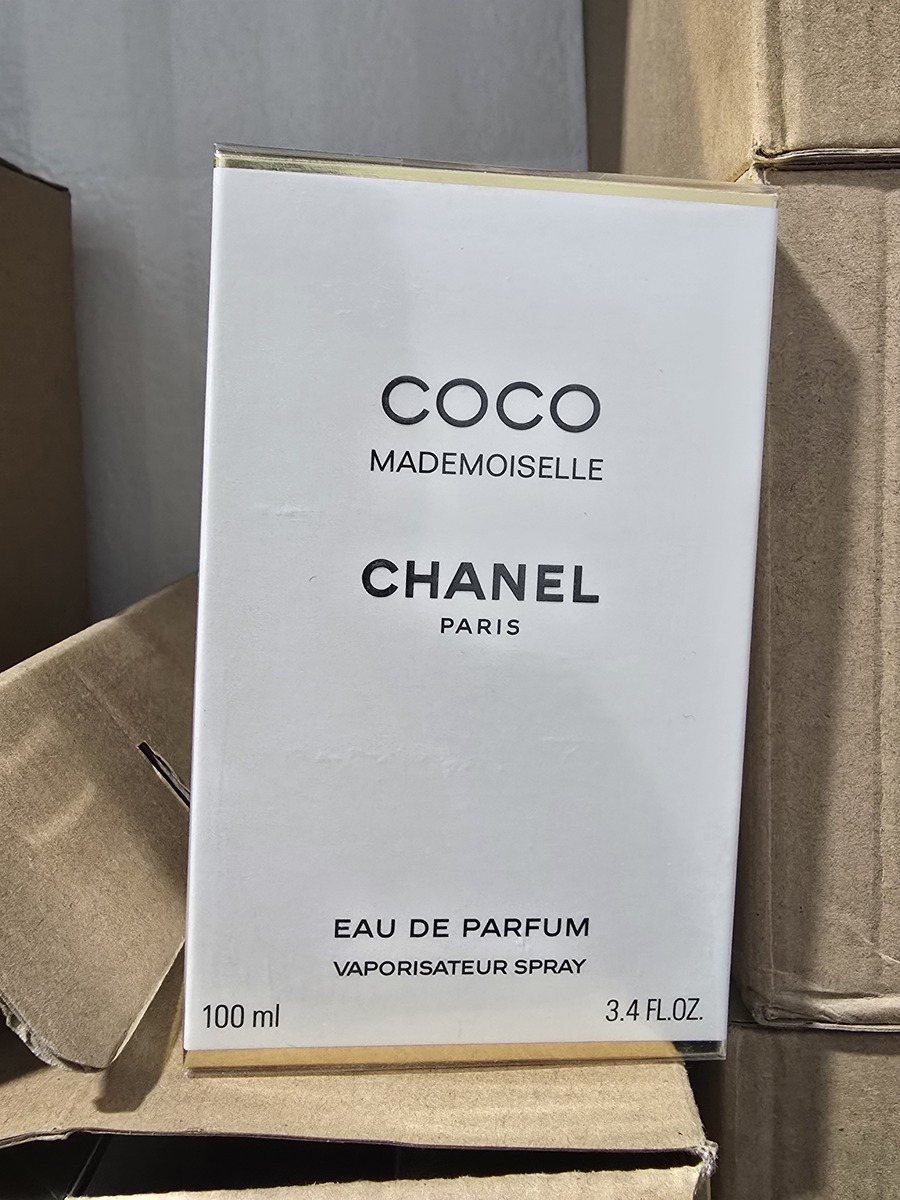 COCO
MADEMOISELLE
CHANEL
PARIS
EAU DE PARFUM
VAPORISATEUR SPRAY
100 ml 3.4 FL.OZ.